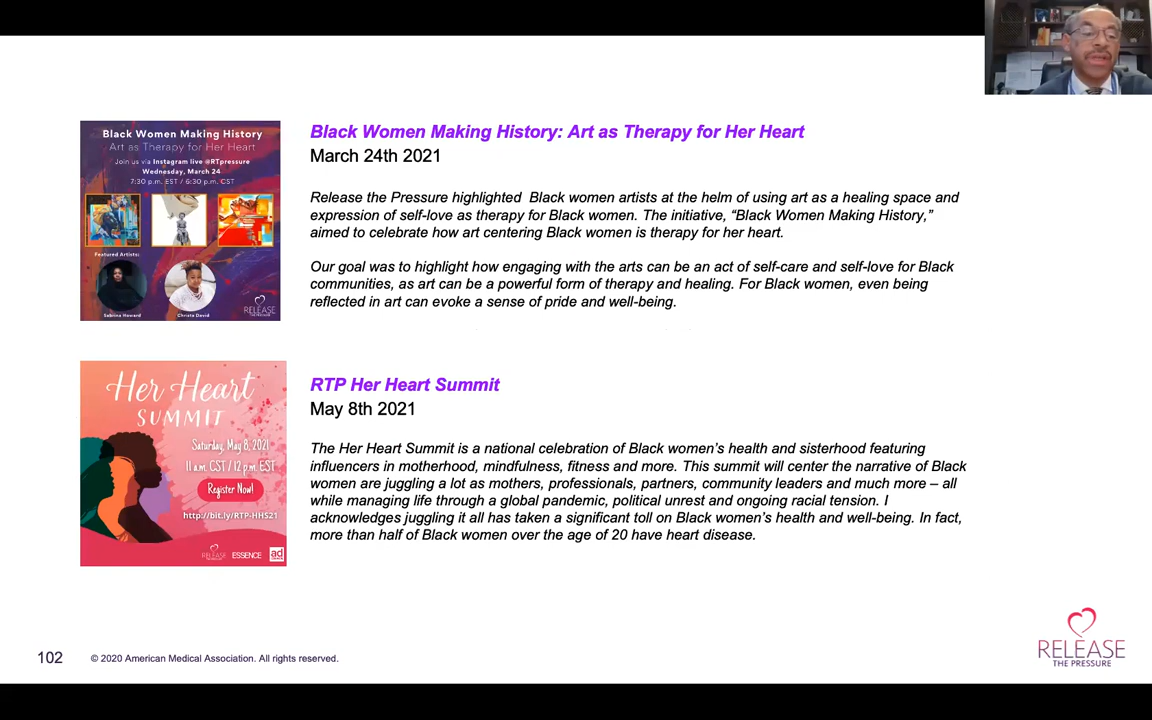 Black Women Making History
Art as Therapy for Her Heart
Join us via Instagram live @RTpressure
Wednesday, March 24
7:30 p.m. EST / 6:30 p.m. CST
Featured Artists:
Sabrina Howard
Christa David
RELEASE
THE PRESSURE
Black Women Making History: Art as Therapy for Her Heart
March 24th 2021
Release the Pressure highlighted Black women artists at the helm of using art as a healing space and
expression of self-love as therapy for Black women. The initiative, “Black Women Making History,”
aimed to celebrate how art centering Black women is therapy for her heart.
Our goal was to highlight how engaging with the arts can be an act of self-care and self-love for Black
communities, as art can be a powerful form of therapy and healing. For Black women, even being
reflected in art can evoke a sense of pride and well-being.
Her Heart
SUMMIT
Saturday, May 8, 2021
11 a.m. CST / 12 p.m. EST
Register Now!
http://bit.ly/RTP-HHS21
RELEASE
ESSENCE
ad
RTP Her Heart Summit
May 8th 2021
The Her Heart Summit is a national celebration of Black women’s health and sisterhood featuring
influencers in motherhood, mindfulness, fitness and more. This summit will center the narrative of Black
women are juggling a lot as mothers, professionals, partners, community leaders and much more – all
while managing life through a global pandemic, political unrest and ongoing racial tension. I
acknowledges juggling it all has taken a significant toll on Black women’s health and well-being. In fact,
more than half of Black women over the age of 20 have heart disease.
102
© 2020 American Medical Association. All rights reserved.
RELEASE
THE PRESSURE